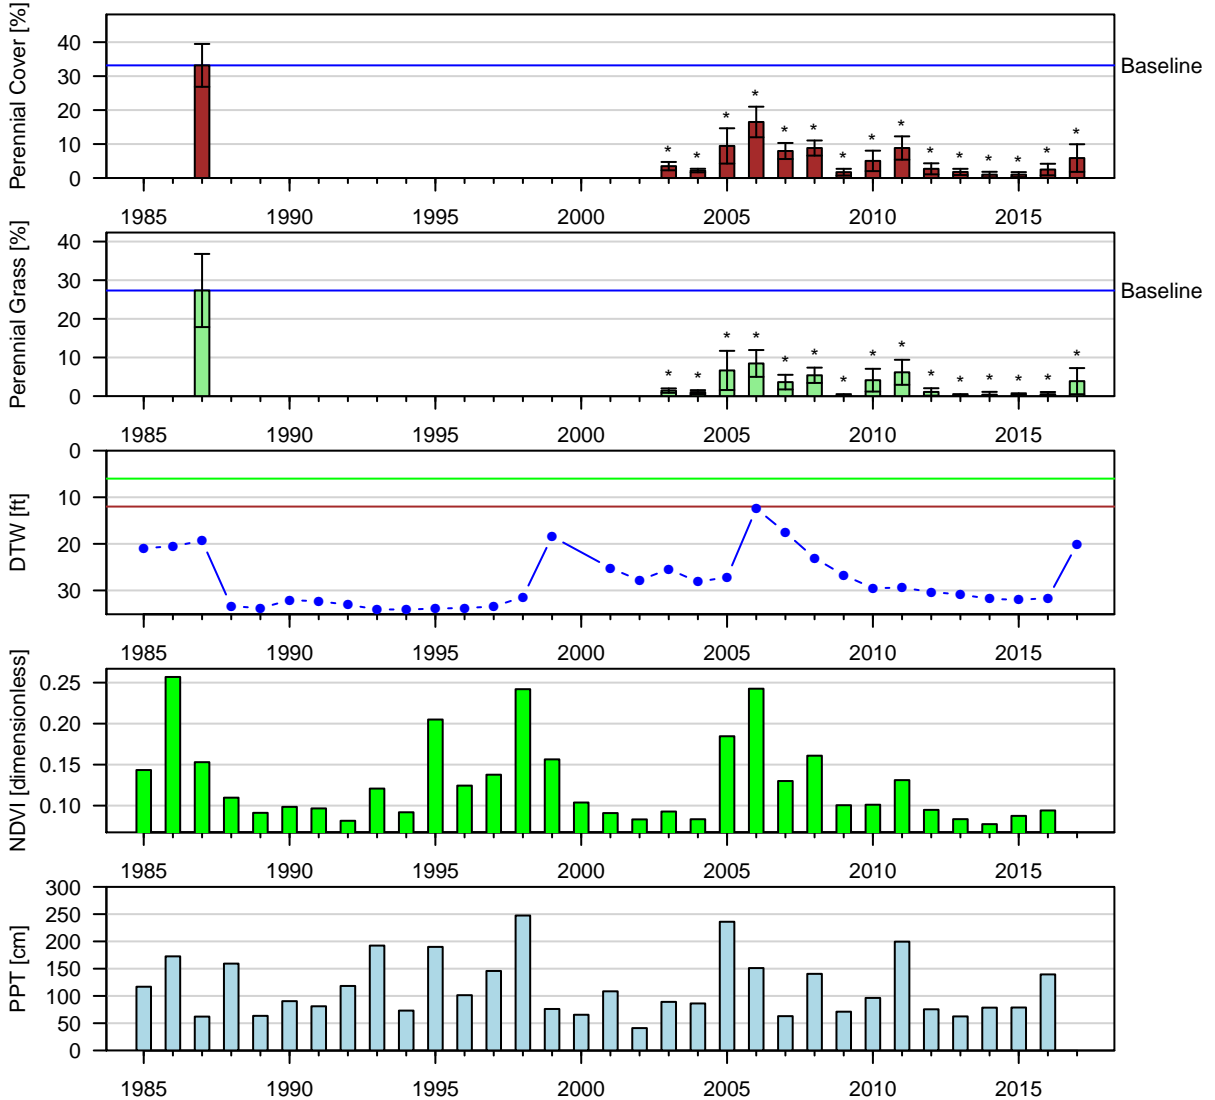 Perennial Cover [%]
40
30
20
10
0
Baseline
* * * * * * * * * * * * * * *
1985 1990 1995 2000 2005 2010 2015
Perennial Grass [%]
40
30
20
10
0
Baseline
* * * * * * * * * * * * * * *
1985 1990 1995 2000 2005 2010 2015
DTW [ft]
0
10
20
30
1985 1990 1995 2000 2005 2010 2015
NDVI [dimensionless]
0.25
0.20
0.15
0.10
1985 1990 1995 2000 2005 2010 2015
PPT [cm]
300
250
200
150
100
50
0
1985 1990 1995 2000 2005 2010 2015